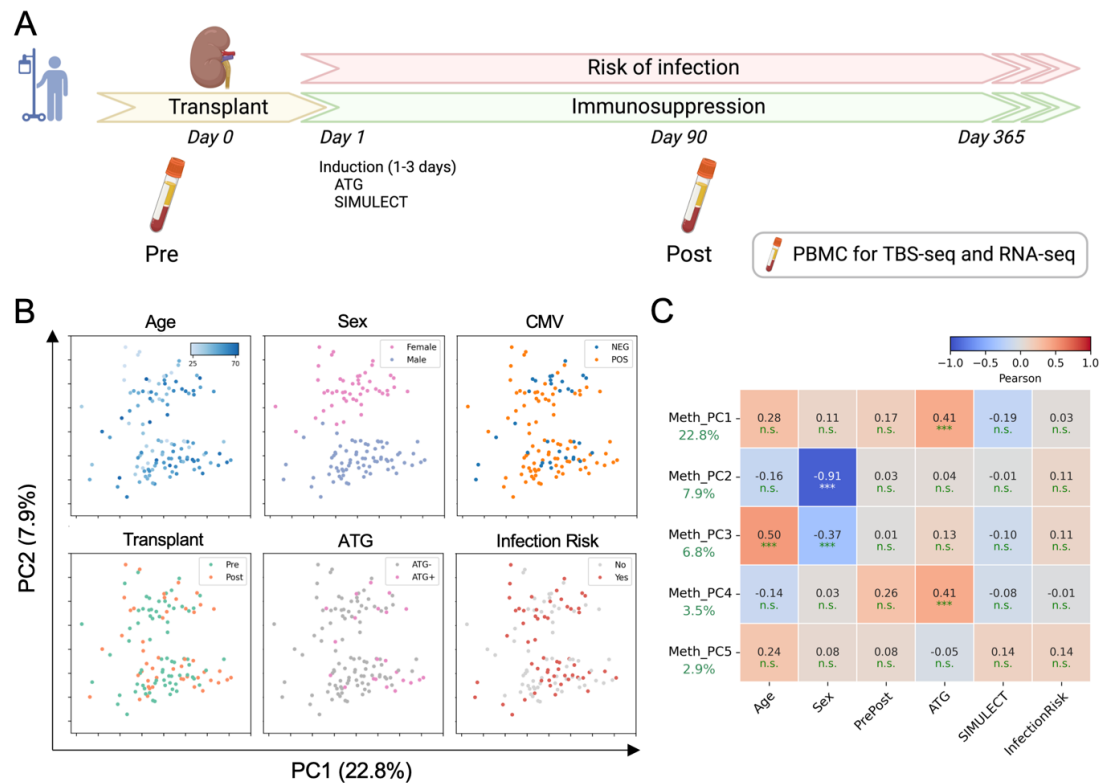 A
Risk of infection
Transplant
Immunosuppression
Day 0
Day 1
Day 90
Day 365
Induction (1-3 days)
ATG
SIMULECT
Pre
Post
PBMC for TBS-seq and RNA-seq
B
Age
Sex
CMV
25 70
Female
Male
NEG
POS
Transplant
ATG
Infection Risk
Pre
Post
ATG-
ATG+
No
Yes
PC2 (7.9%)
PC1 (22.8%)
C
−1.0 −0.5 0.0 0.5 1.0
Pearson
Meth_PC1
22.8%
0.28 0.11 0.17 0.41 -0.19 0.03
n.s. n.s. n.s. *** n.s. n.s.
Meth_PC2
7.9%
-0.16 -0.91 0.03 0.04 -0.01 0.11
n.s. *** n.s. n.s. n.s. n.s.
Meth_PC3
6.8%
0.50 -0.37 0.01 0.13 -0.10 0.11
*** *** n.s. n.s. n.s. n.s.
Meth_PC4
3.5%
-0.14 0.03 0.26 0.41 -0.08 -0.01
n.s. n.s. n.s. *** n.s. n.s.
Meth_PC5
2.9%
0.24 0.08 0.08 -0.05 0.14 0.14
n.s. n.s. n.s. n.s. n.s. n.s.
Age
Sex
PrePost
ATG
SIMULECT
InfectionRisk